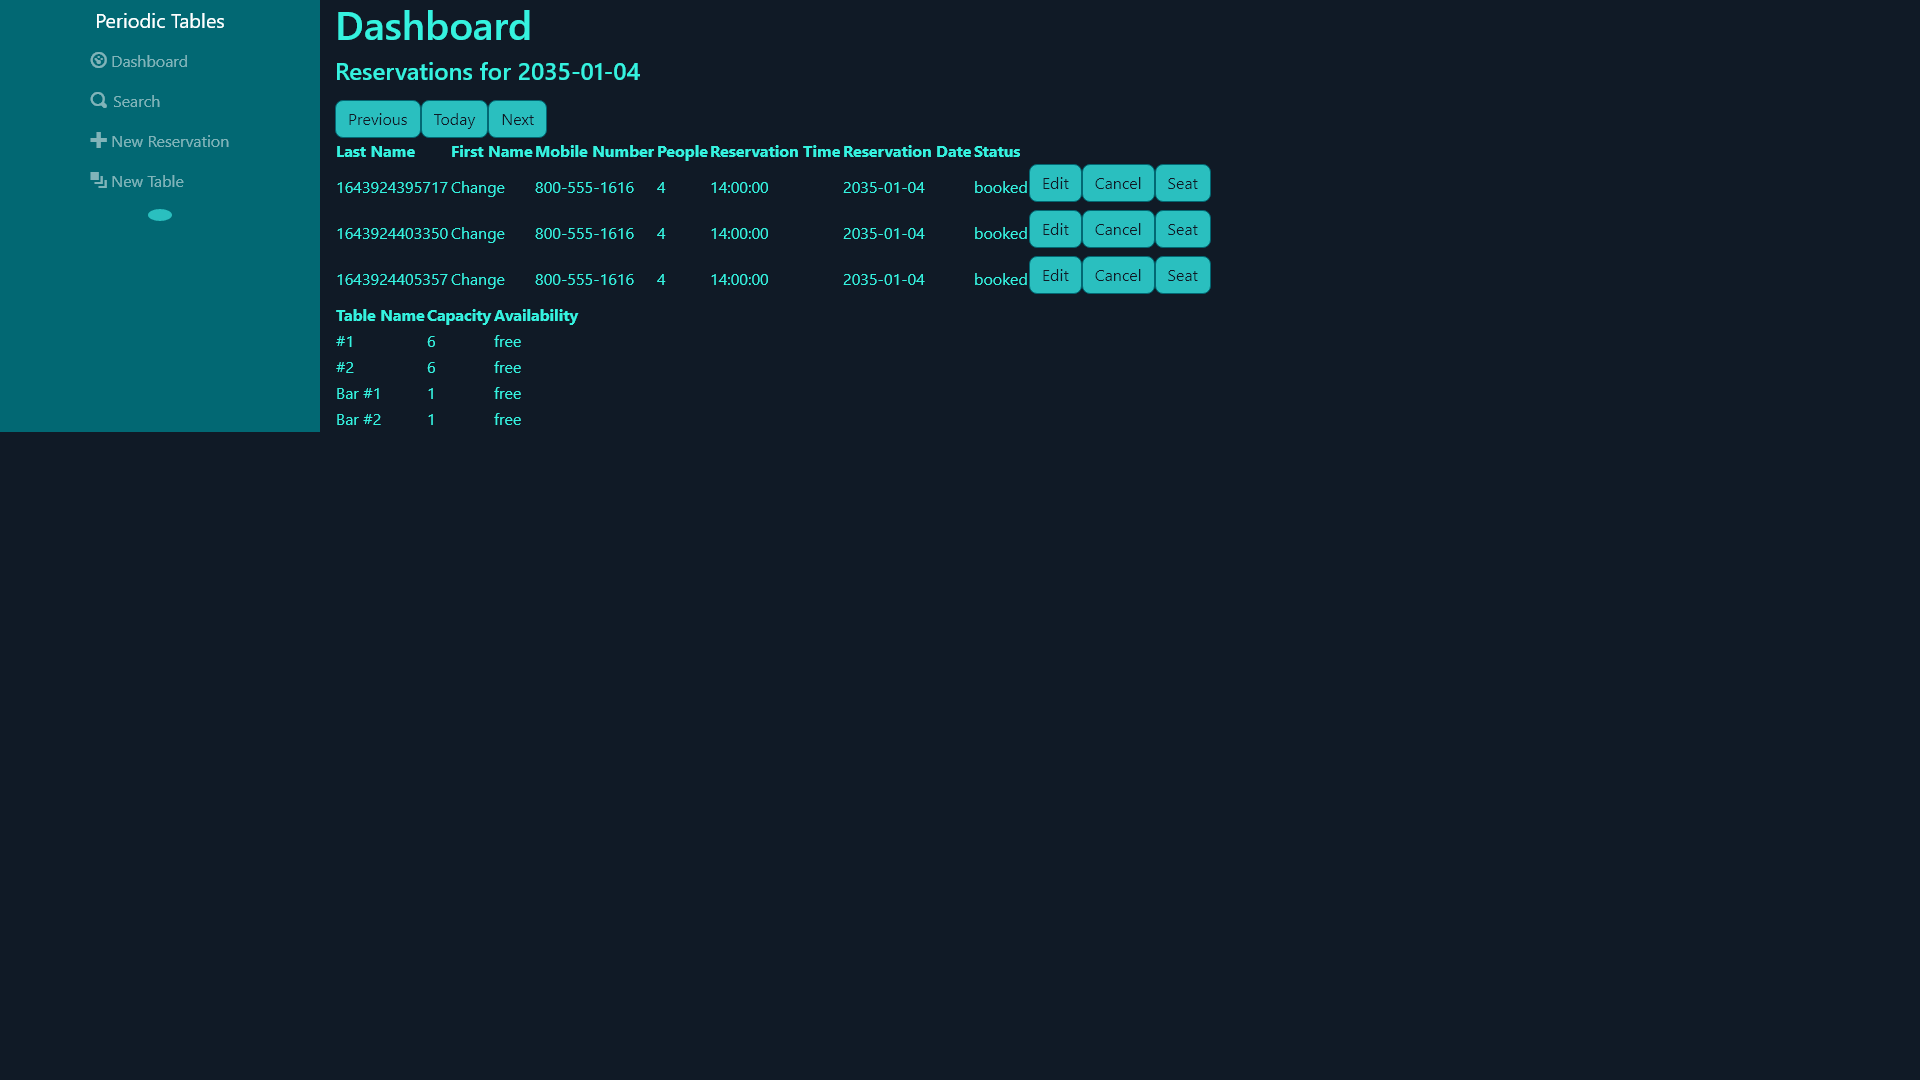 Periodic Tables
Dashboard
Search
New Reservation
New Table
Dashboard
Reservations for 2035-01-04
Previous Today Next
Last Name First Name Mobile Number People Reservation Time Reservation Date Status
1643924395717 Change 800-555-1616 4 14:00:00 2035-01-04 booked Edit Cancel Seat
1643924403350 Change 800-555-1616 4 14:00:00 2035-01-04 booked Edit Cancel Seat
1643924405357 Change 800-555-1616 4 14:00:00 2035-01-04 booked Edit Cancel Seat
Table Name Capacity Availability
#1 6 free
#2 6 free
Bar #1 1 free
Bar #2 1 free